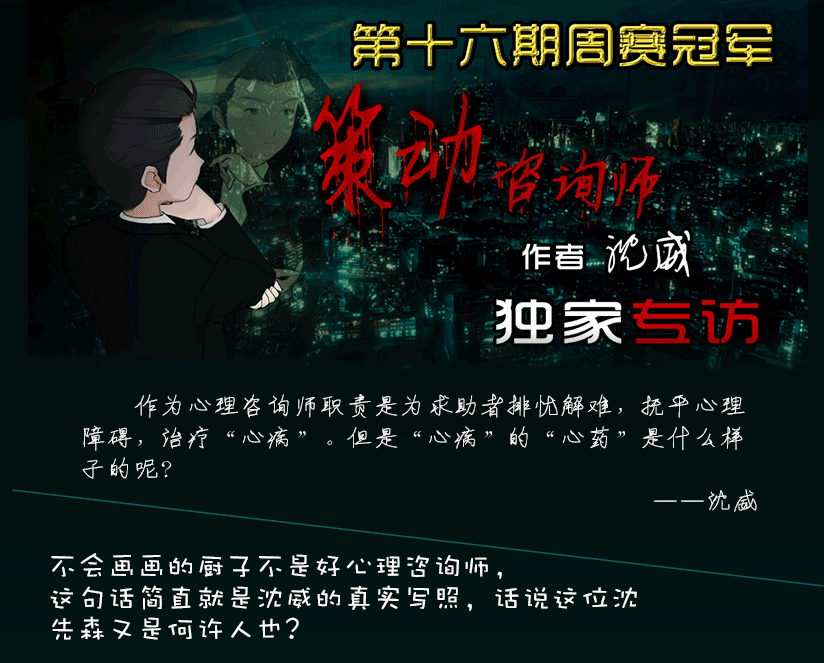 第十六期周赛冠军
策动咨询师
作者 沈威
独家专访
作为心理咨询师职责是为求助者排忧解难，抚平心理
障碍，治疗“心病”。但是“心病”的“心药”是什么样
子的呢？
——沈威
不会画画的厨子不是好心理咨询师，
这句话简直就是沈威的真实写照，话说这位沈
先森又是何许人也？